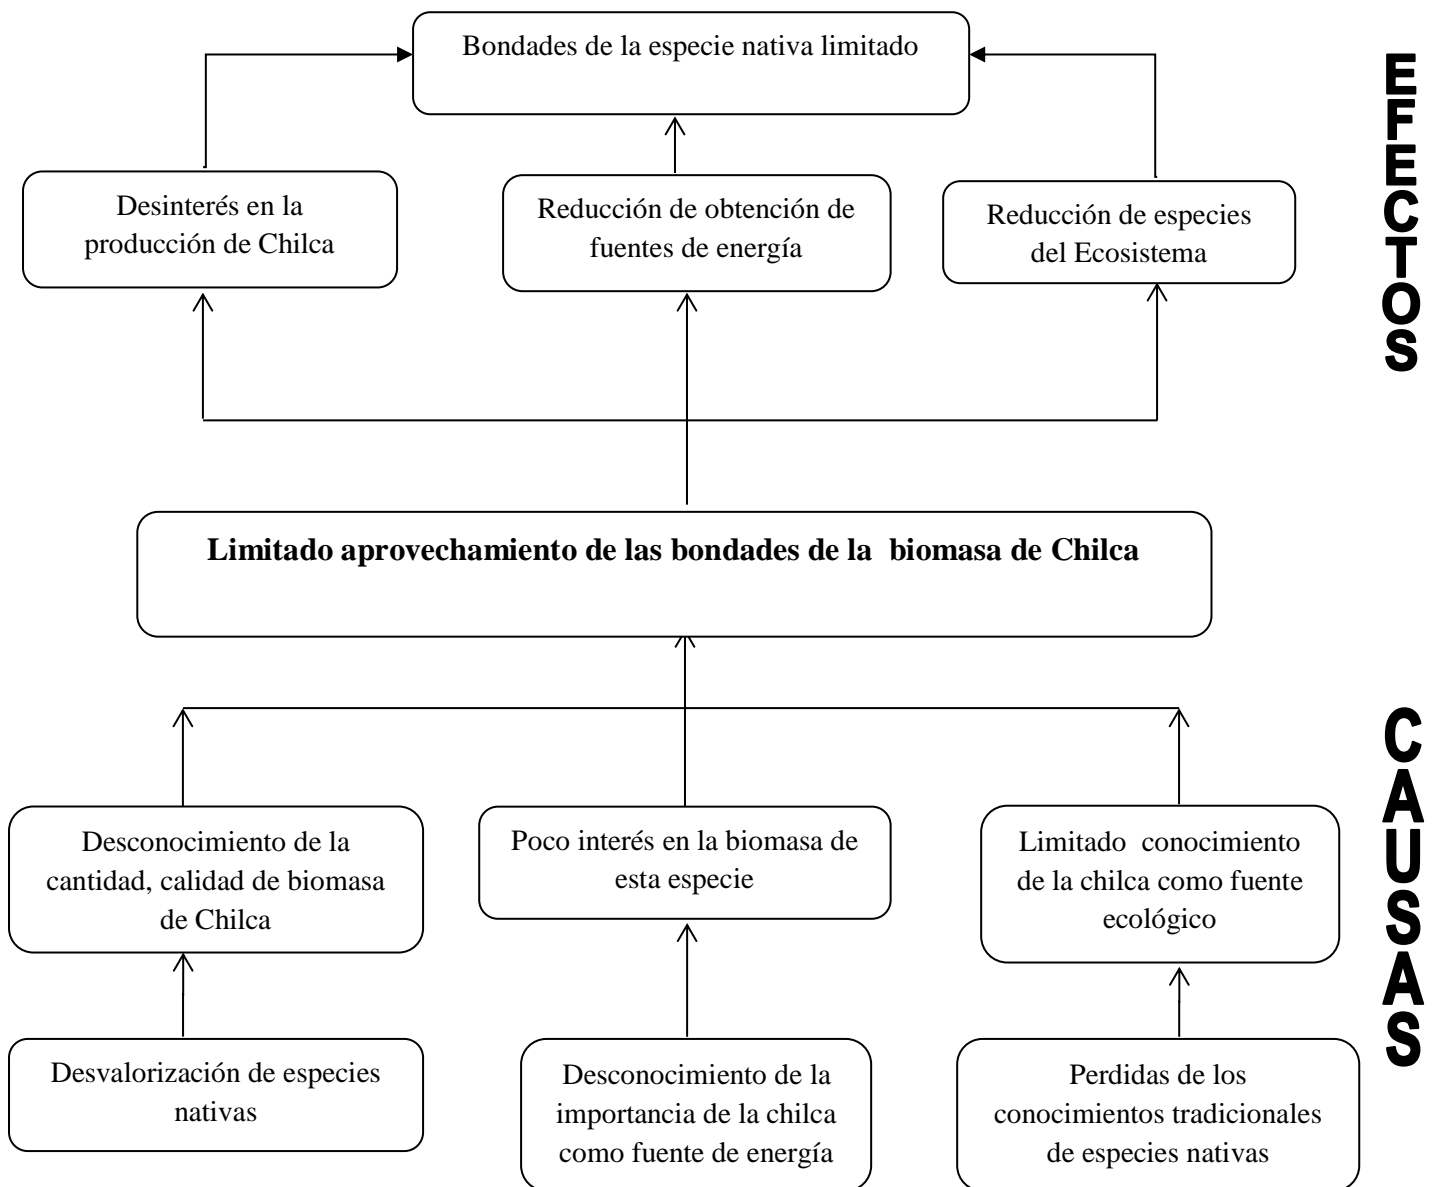 Bondades de la especie nativa limitado
Desinterés en la
producción de Chilca
Reducción de obtención de
fuentes de energía
Reducción de especies
del Ecosistema
EFECTOS
Limitado aprovechamiento de las bondades de la biomasa de Chilca
Desconocimiento de la
cantidad, calidad de biomasa
de Chilca
Poco interés en la biomasa de
esta especie
Limitado conocimiento
de la chilca como fuente
ecológico
CAUSAS
Desvalorización de especies
nativas
Desconocimiento de la
importancia de la chilca
como fuente de energía
Perdidas de los
conocimientos tradicionales
de especies nativas